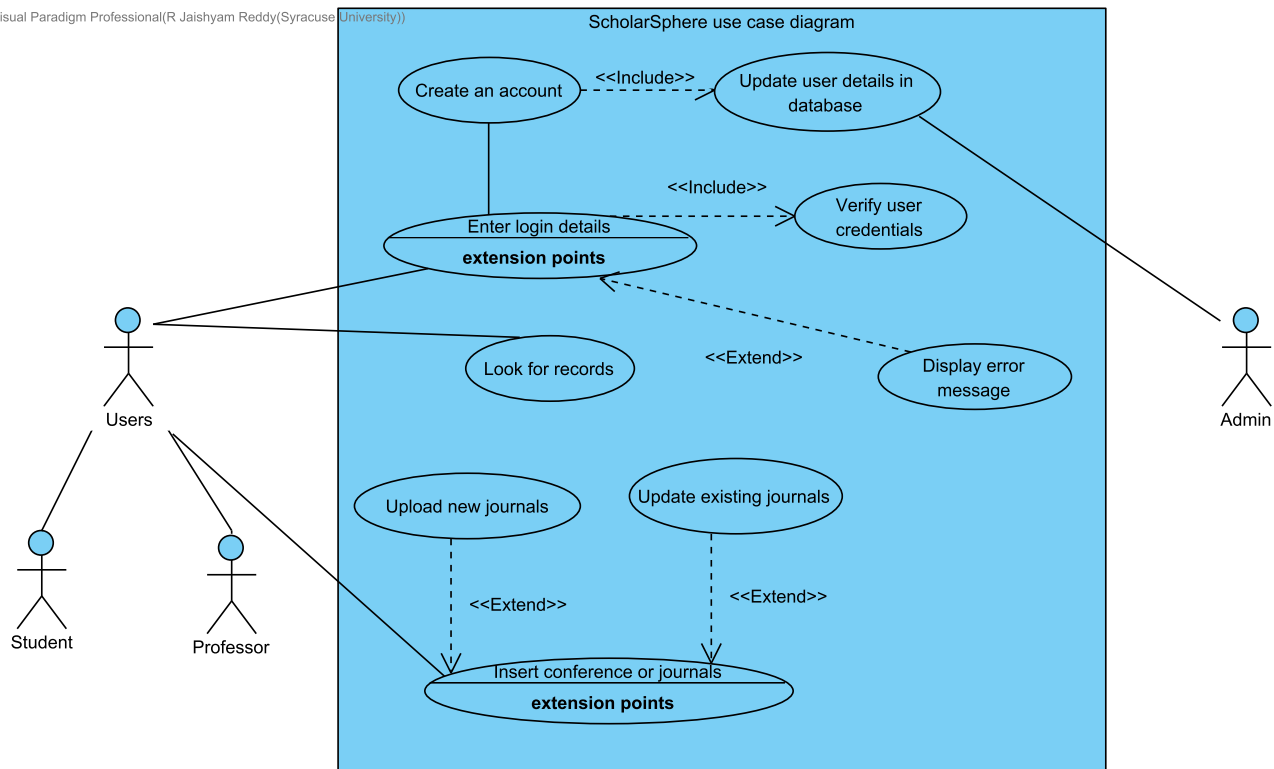 isual Paradigm Professional(R Jaishyam Reddy(Syracuse University))
ScholarSphere use case diagram
Create an account
<<Include>>
Update user details in
database
<<Include>>
Verify user
credentials
Enter login details
extension points
Look for records
<<Extend>>
Display error
message
Users
Admin
Upload new journals
Update existing journals
<<Extend>>
<<Extend>>
Student
Professor
Insert conference or journals
extension points